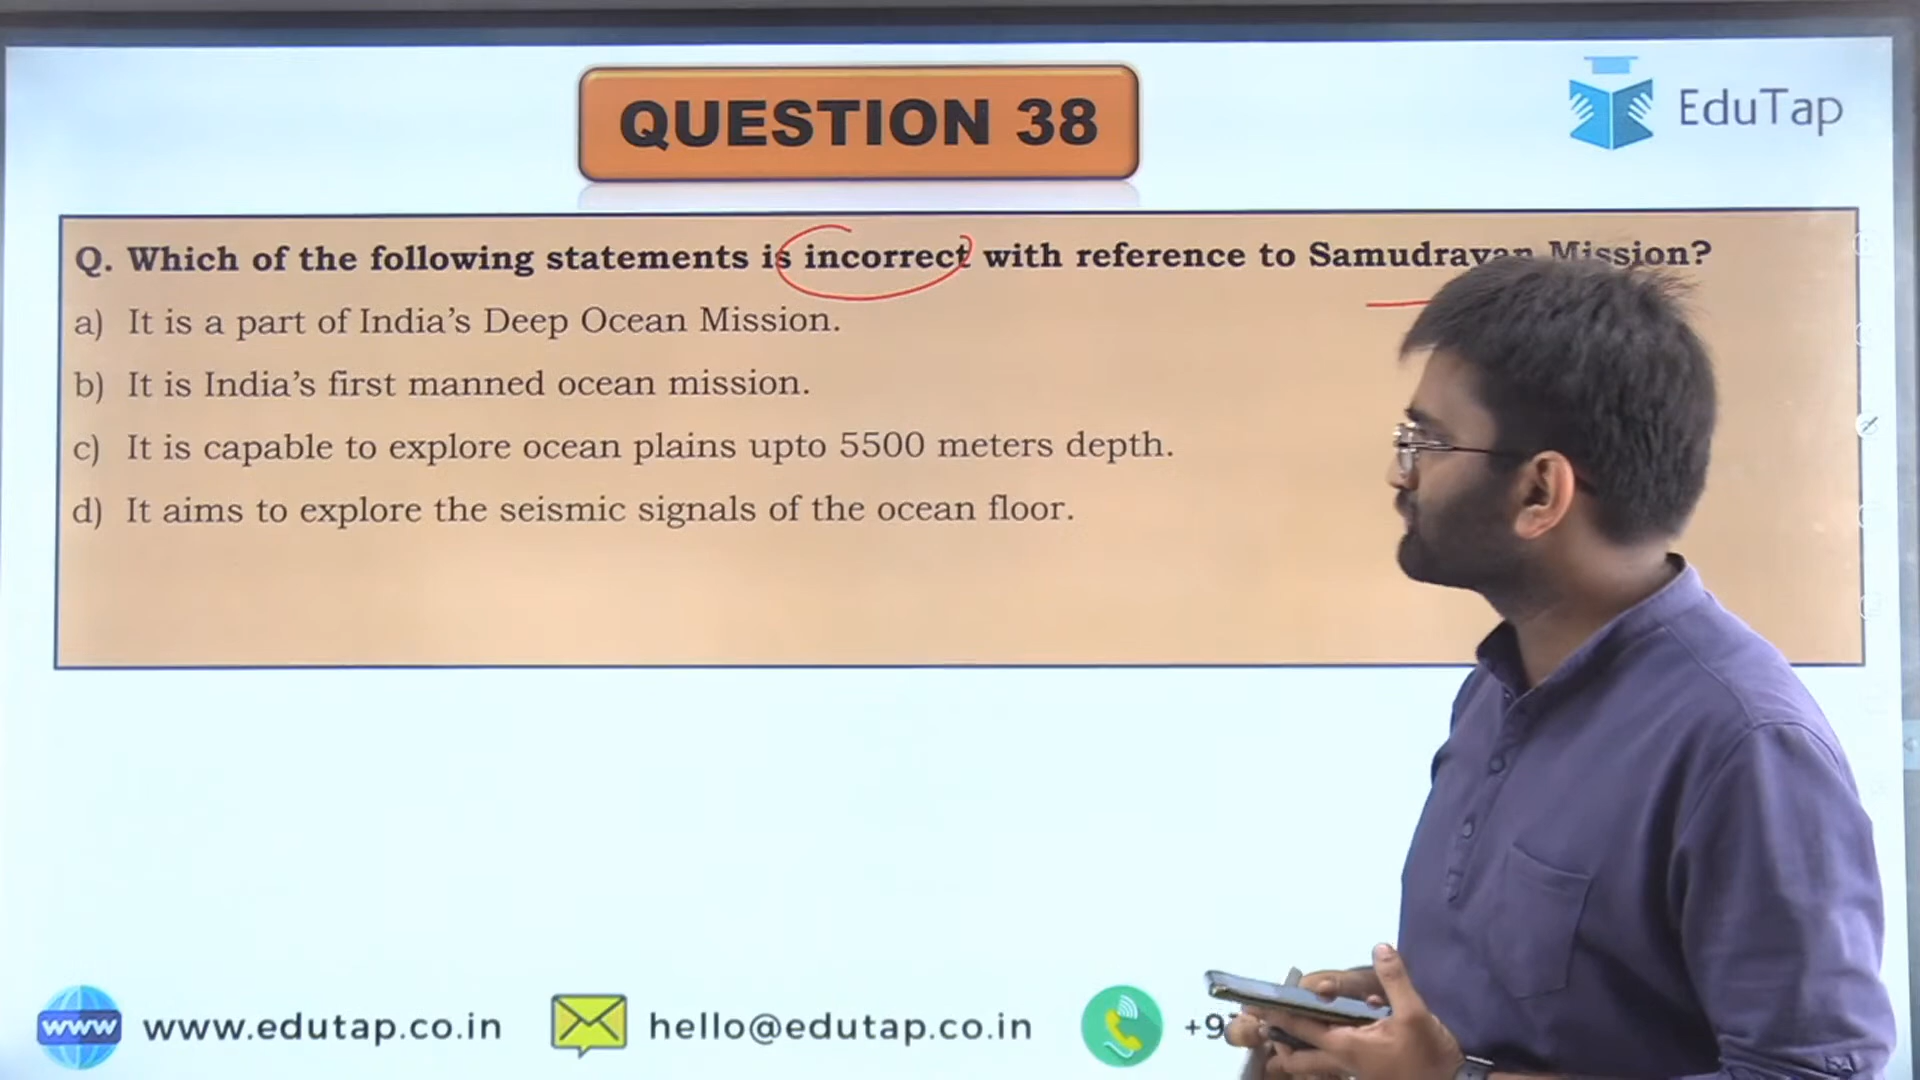 QUESTION 38
EduTap
Q. Which of the following statements is incorrect with reference to Samudrayan Mission?
a) It is a part of India's Deep Ocean Mission.
b) It is India's first manned ocean mission.
c) It is capable to explore ocean plains upto 5500 meters depth.
d) It aims to explore the seismic signals of the ocean floor.
www www.edutap.co.in hello@edutap.co.in